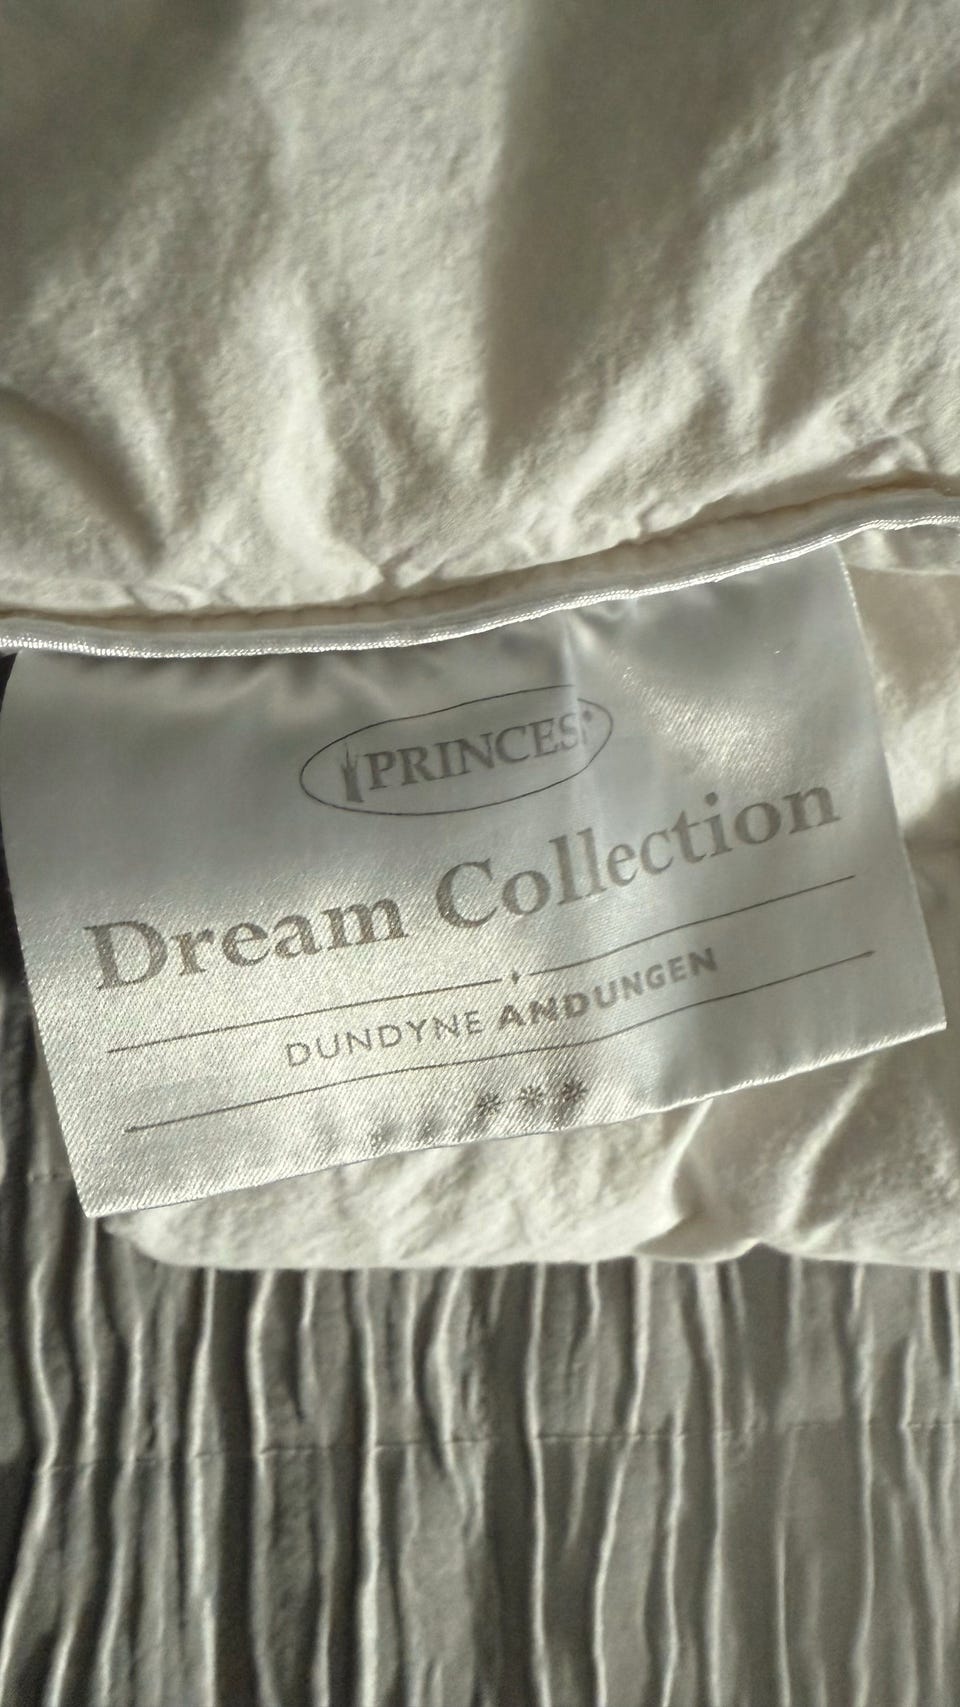 PRINCESS®
Dream Collection
DUNDYNE ANDUNGEN
***